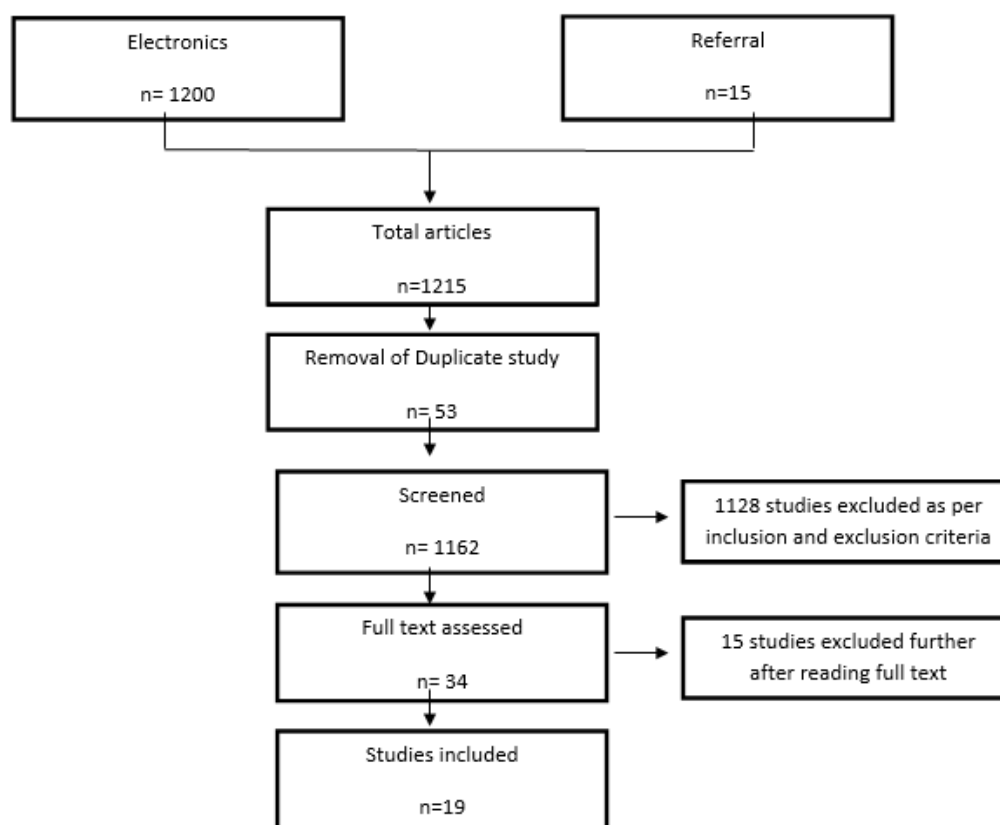 Electronics
n= 1200
Referral
n=15
Total articles
n=1215
Removal of Duplicate study
n= 53
Screened
n= 1162
1128 studies excluded as per
inclusion and exclusion criteria
Full text assessed
n= 34
15 studies excluded further
after reading full text
Studies included
n=19